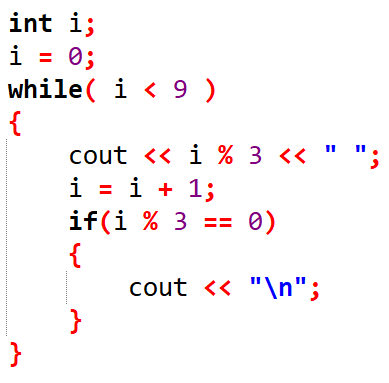 int i;
i = 0;
while( i < 9 )
{
    cout << i % 3 << " ";
    i = i + 1;
    if(i % 3 == 0)
    {
        cout << "\n";
    }
}